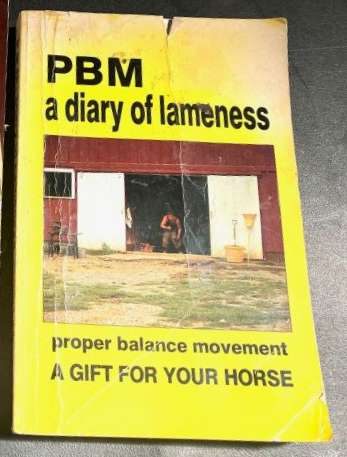 PBM
a diary of lameness
proper balance movement
A GIFT FOR YOUR HORSE